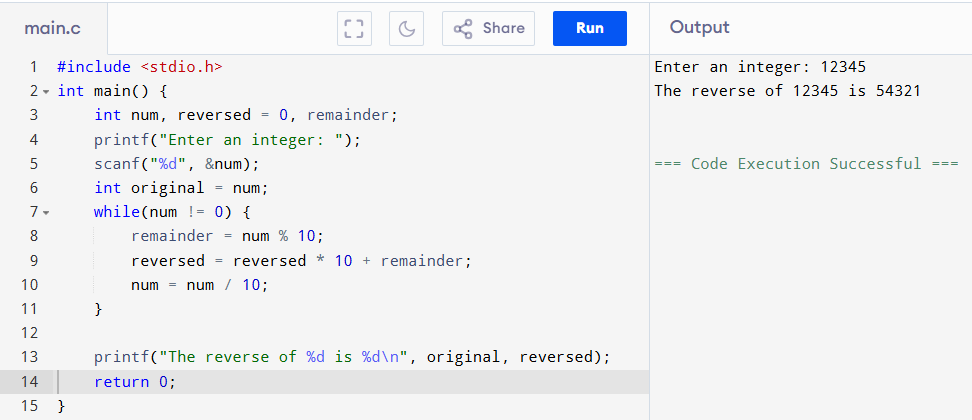 main.c
Share
Run
Output
1 #include <stdio.h>
2 int main() {
3     int num, reversed = 0, remainder;
4     printf("Enter an integer: ");
5     scanf("%d", &num);
6     int original = num;
7     while(num != 0) {
8         remainder = num % 10;
9         reversed = reversed * 10 + remainder;
10         num = num / 10;
11     }
12
13     printf("The reverse of %d is %d\n", original, reversed);
14     return 0;
15 }
Enter an integer: 12345
The reverse of 12345 is 54321
=== Code Execution Successful ===